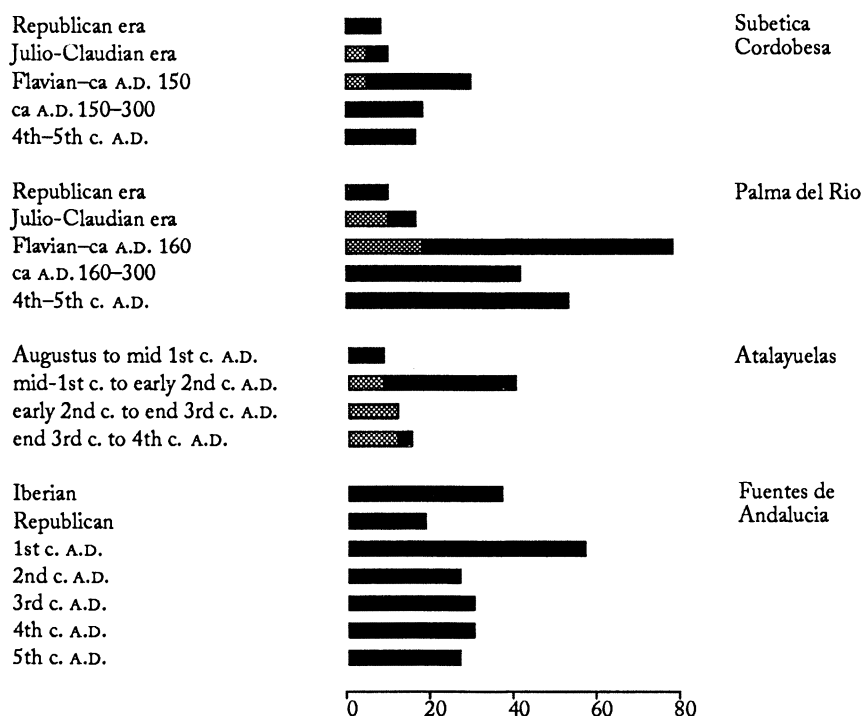 Republican era
Subetica
Julio-Claudian era
Cordobesa
Flavian–ca A.D. 150
ca A.D. 150–300
4th–5th c. A.D.
Republican era
Palma del Rio
Julio-Claudian era
Flavian–ca A.D. 160
ca A.D. 160–300
4th–5th c. A.D.
Augustus to mid 1st c. A.D.
Atalayuelas
mid-1st c. to early 2nd c. A.D.
early 2nd c. to end 3rd c. A.D.
end 3rd c. to 4th c. A.D.
Iberian
Fuentes de
Republican
Andalucia
1st c. A.D.
2nd c. A.D.
3rd c. A.D.
4th c. A.D.
5th c. A.D.
0 20 40 60 80